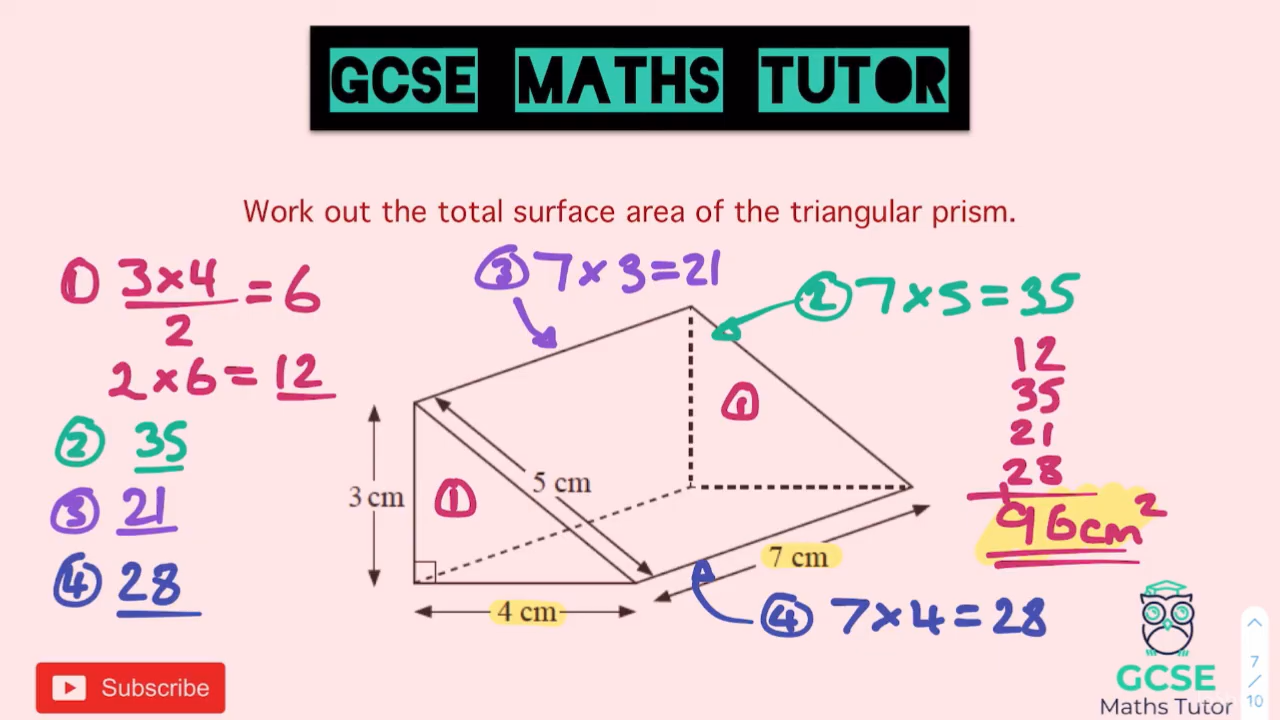 GCSE MATHS TUTOR
Work out the total surface area of the triangular prism.
① 3×4/2 = 6
2×6 = 12
② 35
③ 21
④ 28
③ 7×3=21
② 7×5=35
①
①
3 cm
5 cm
4 cm
7 cm
④ 7×4=28
12
35
21
28
96cm²
Subscribe
GCSE
Maths Tutor
7
/
10